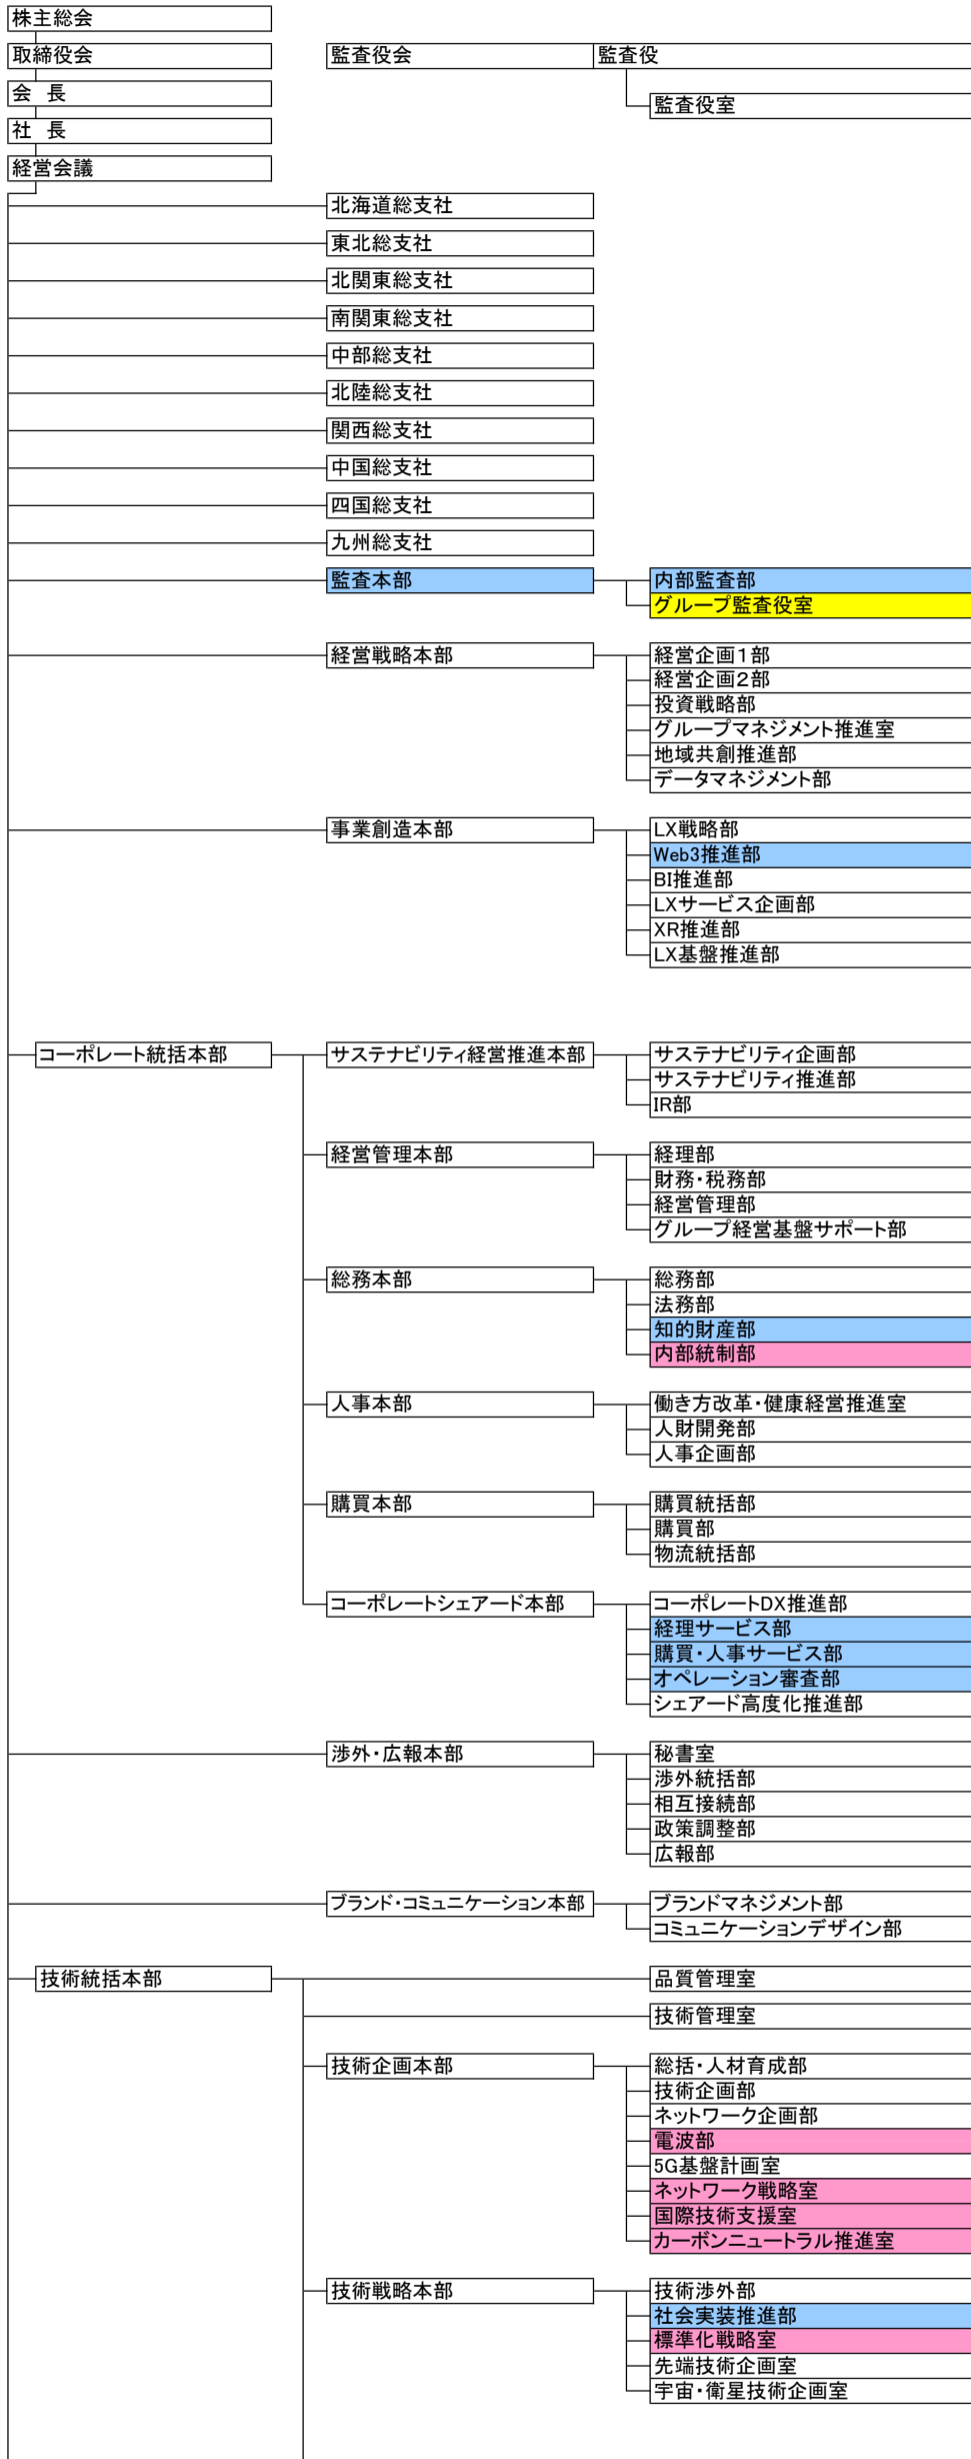 株主総会
取締役会 監査役会 監査役
会　長
監査役室
社　長
経営会議
北海道総支社
東北総支社
北関東総支社
南関東総支社
中部総支社
北陸総支社
関西総支社
中国総支社
四国総支社
九州総支社
監査本部 内部監査部
グループ監査役室
経営戦略本部 経営企画1部
経営企画2部
投資戦略部
グループマネジメント推進室
地域共創推進部
データマネジメント部
事業創造本部 LX戦略部
Web3推進部
BI推進部
LXサービス企画部
XR推進部
LX基盤推進部
コーポレート統括本部 サステナビリティ経営推進本部 サステナビリティ企画部
サステナビリティ推進部
IR部
経営管理本部 経理部
財務・税務部
経営管理部
グループ経営基盤サポート部
総務本部 総務部
法務部
知的財産部
内部統制部
人事本部 働き方改革・健康経営推進室
人財開発部
人事企画部
購買本部 購買統括部
購買部
物流統括部
コーポレートシェアード本部 コーポレートDX推進部
経理サービス部
購買・人事サービス部
オペレーション審査部
シェアード高度化推進部
渉外・広報本部 秘書室
渉外統括部
相互接続部
政策調整部
広報部
ブランド・コミュニケーション本部 ブランドマネジメント部
コミュニケーションデザイン部
技術統括本部 品質管理室
技術管理室
技術企画本部 総括・人材育成部
技術企画部
ネットワーク企画部
電波部
5G基盤計画室
ネットワーク戦略室
国際技術支援室
カーボンニュートラル推進室
技術戦略本部 技術渉外部
社会実装推進部
標準化戦略室
先端技術企画室
宇宙・衛星技術企画室